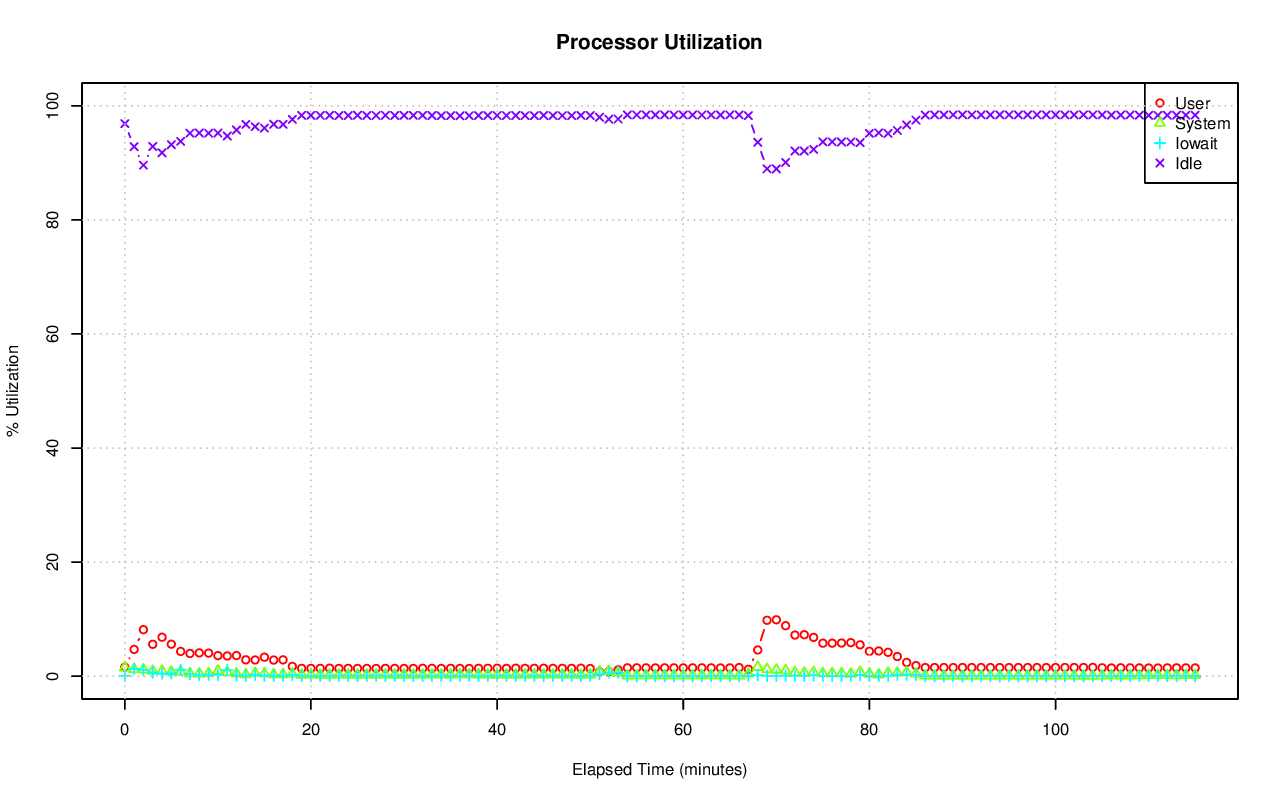 Processor Utilization
% Utilization
100
80
60
40
20
0
User
System
Iowait
Idle
0 20 40 60 80 100
Elapsed Time (minutes)